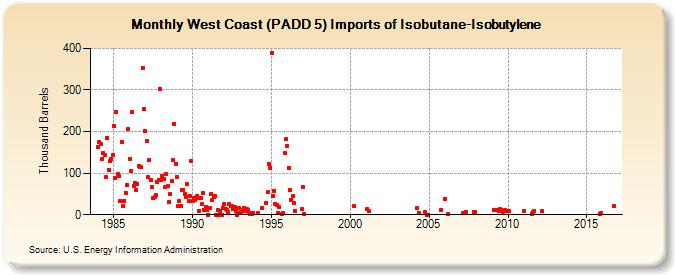 Monthly West Coast (PADD 5) Imports of Isobutane-Isobutylene
Thousand Barrels
400
300
200
100
0
1985 1990 1995 2000 2005 2010 2015
Source: U.S. Energy Information Administration